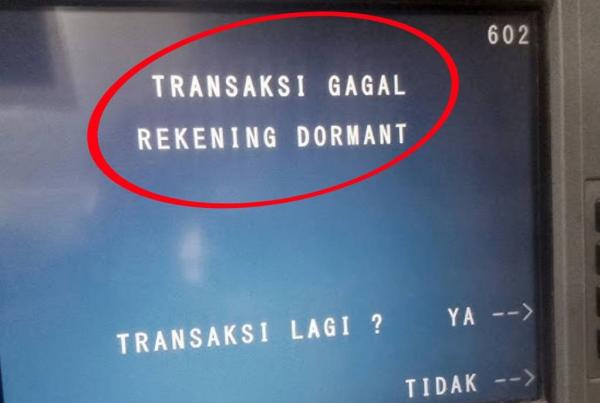 602
TRANSAKSI GAGAL
REKENING DORMANT
TRANSAKSI LAGI ? YA -->
TIDAK -->